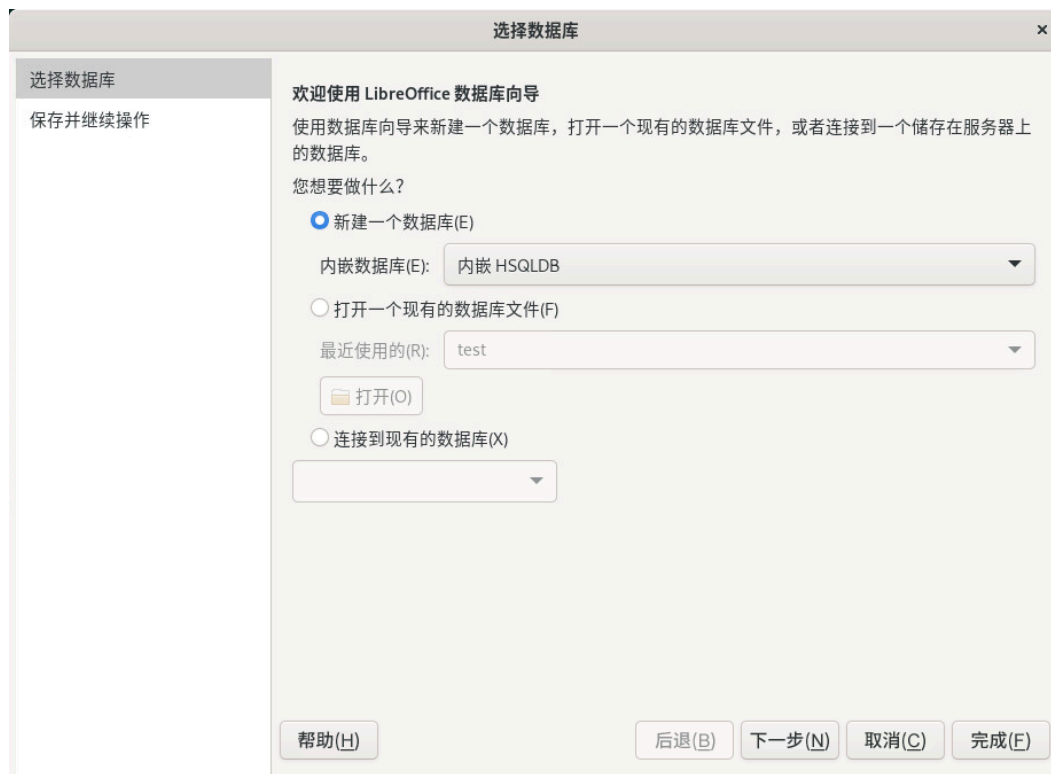 选择数据库
×
选择数据库
保存并继续操作
欢迎使用 LibreOffice 数据库向导
使用数据库向导来新建一个数据库，打开一个现有的数据库文件，或者连接到一个储存在服务器上
的数据库。
您想要做什么？
新建一个数据库(E)
内嵌数据库(E): 内嵌 HSQLDB
打开一个现有的数据库文件(F)
最近使用的(R): test
打开(O)
连接到现有的数据库(X)
帮助(H) 后退(B) 下一步(N) 取消(C) 完成(F)